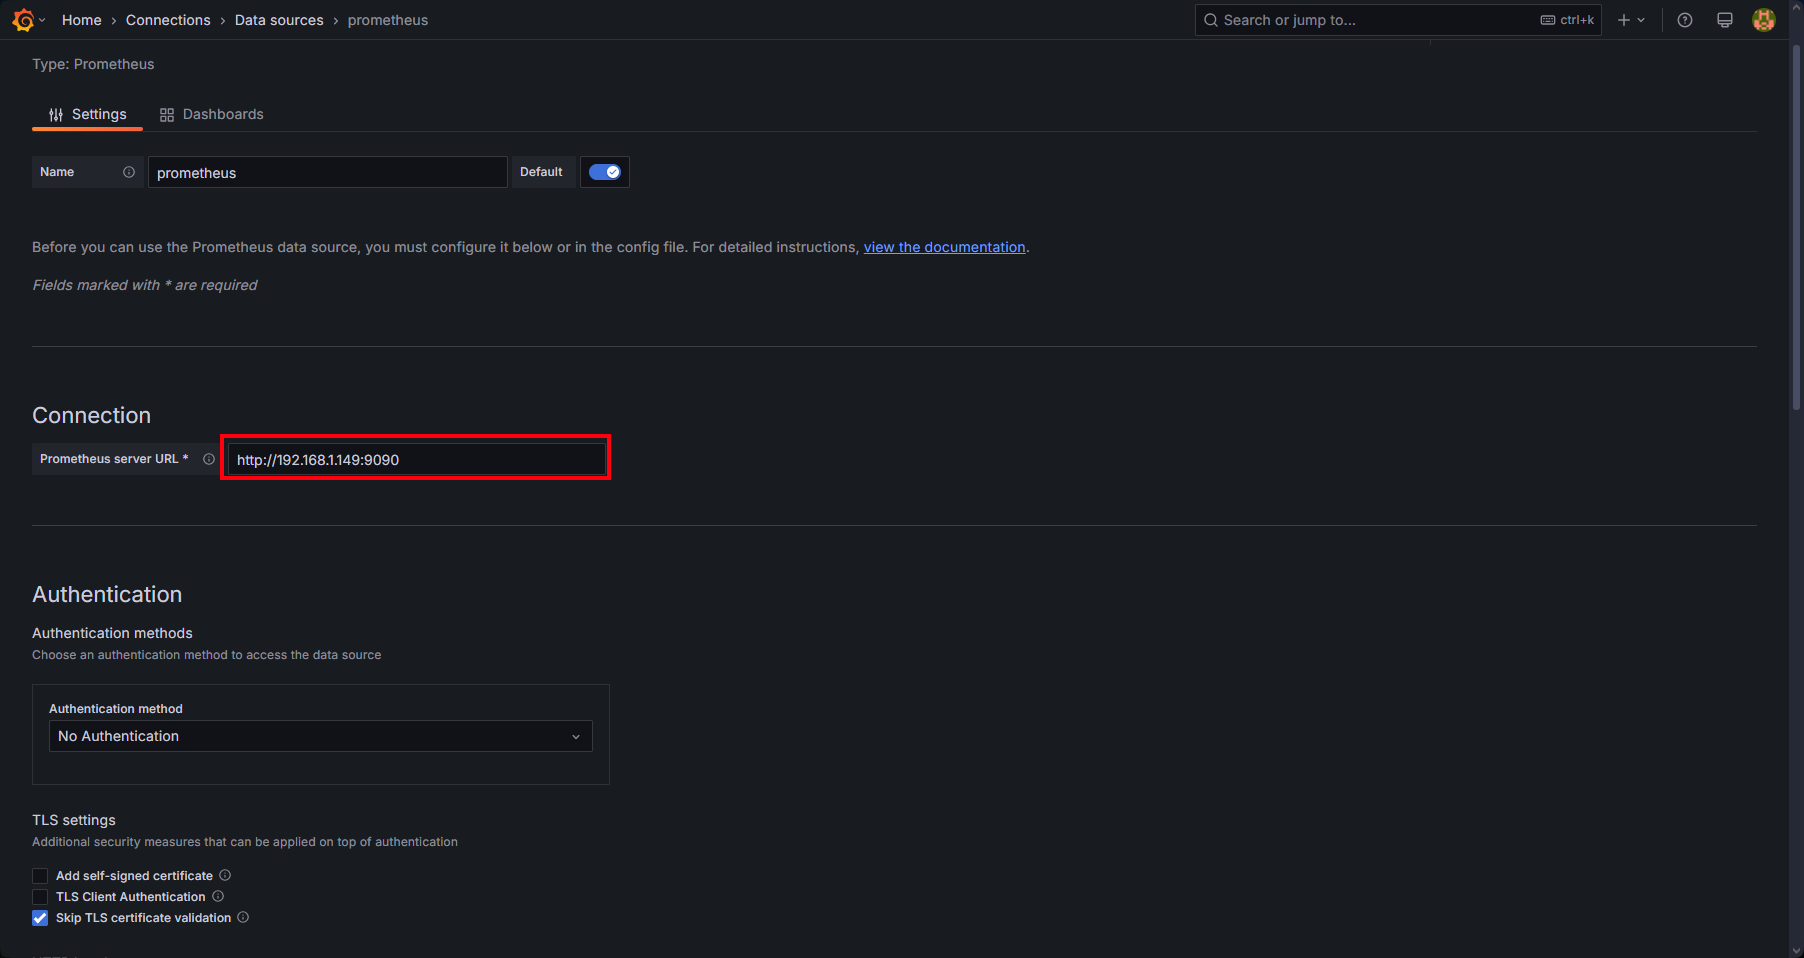 Home › Connections › Data sources › prometheus
Search or jump to...
ctrl+k
Type: Prometheus
Settings
Dashboards
Name
prometheus
Default
Before you can use the Prometheus data source, you must configure it below or in the config file. For detailed instructions, view the documentation.
Fields marked with * are required
Connection
Prometheus server URL *
http://192.168.1.149:9090
Authentication
Authentication methods
Choose an authentication method to access the data source
Authentication method
No Authentication
TLS settings
Additional security measures that can be applied on top of authentication
Add self-signed certificate
TLS Client Authentication
Skip TLS certificate validation